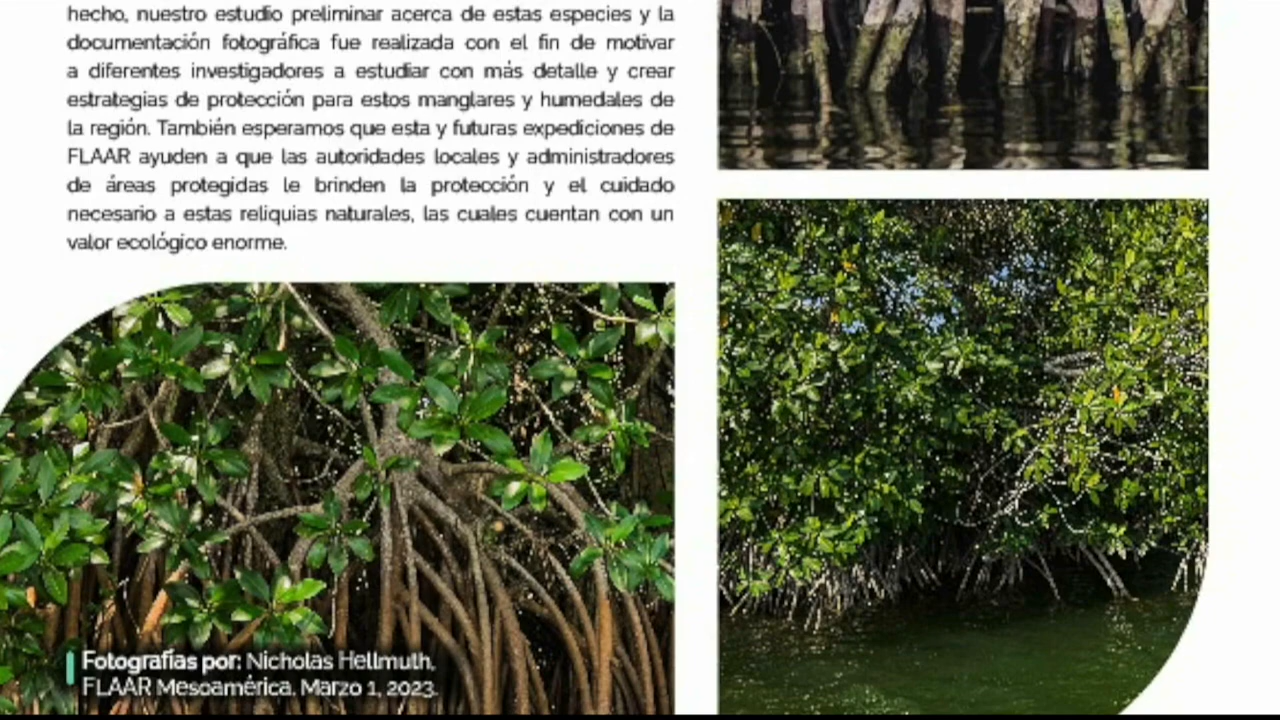 hecho, nuestro estudio preliminar acerca de estas especies y la
documentación fotográfica fue realizada con el fin de motivar
a diferentes investigadores a estudiar con más detalle y crear
estrategias de protección para estos manglares y humedales de
la región. También esperamos que esta y futuras expediciones de
FLAAR ayuden a que las autoridades locales y administradores
de áreas protegidas le brinden la protección y el cuidado
necesario a estas reliquias naturales, las cuales cuentan con un
valor ecológico enorme.
Fotografías por: Nicholas Hellmuth,
FLAAR Mesoamérica. Marzo 1, 2023.